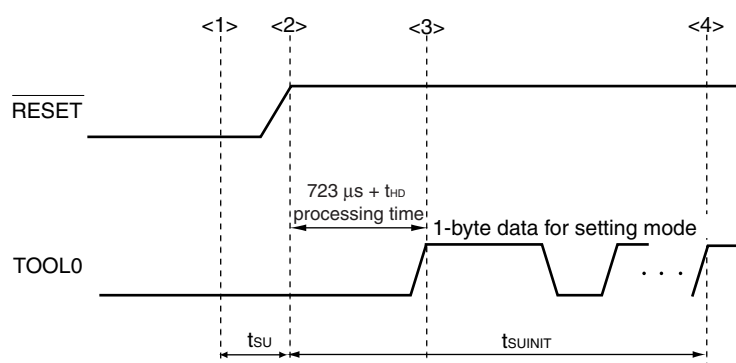 <1> <2> <3> <4>
RESET
723 μs + tHD
processing time
1-byte data for setting mode
TOOL0
. . .
tSU tSUINIT